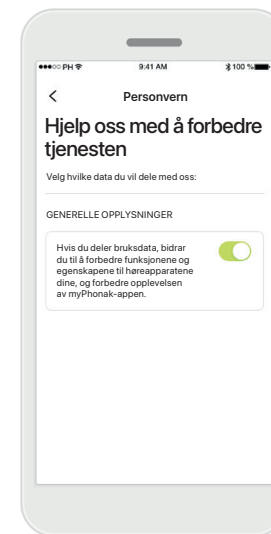 ●●●○○ PH 9:41 AM 100 %
Personvern
Hjelp oss med å forbedre
tjenesten
Velg hvilke data du vil dele med oss:
GENERELLE OPPLYSNINGER
Hvis du deler bruksdata, bidrar
du til å forbedre funksjonene og
egenskapene til høreapparatene
dine, og forbedre opplevelsen
av myPhonak-appen.